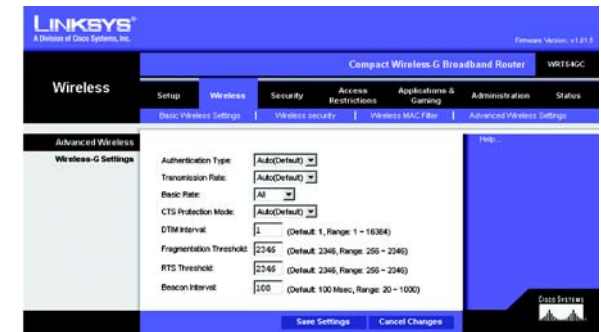 LINKSYS®
A Division of Cisco Systems, Inc.
Firmware Version: v1.01.5
Compact Wireless-G Broadband Router WRT54GC
Wireless
Setup Wireless Security Access Restrictions Applications & Gaming Administration Status
Basic Wireless Settings | Wireless security | Wireless MAC Filter | Advanced Wireless Settings
Advanced Wireless
Help...
Wireless-G Settings
Authentication Type: Auto(Default)
Transmission Rate: Auto(Default)
Basic Rate: All
CTS Protection Mode: Auto(Default)
DTIM Interval: 1 (Default: 1, Range: 1 ~ 16384)
Fragmentation Threshold: 2346 (Default: 2346, Range: 256 ~ 2346)
RTS Threshold: 2346 (Default: 2346, Range: 256 ~ 2346)
Beacon Interval: 100 (Default: 100 Msec, Range: 20 ~ 1000)
Save Settings Cancel Changes
CISCO SYSTEMS